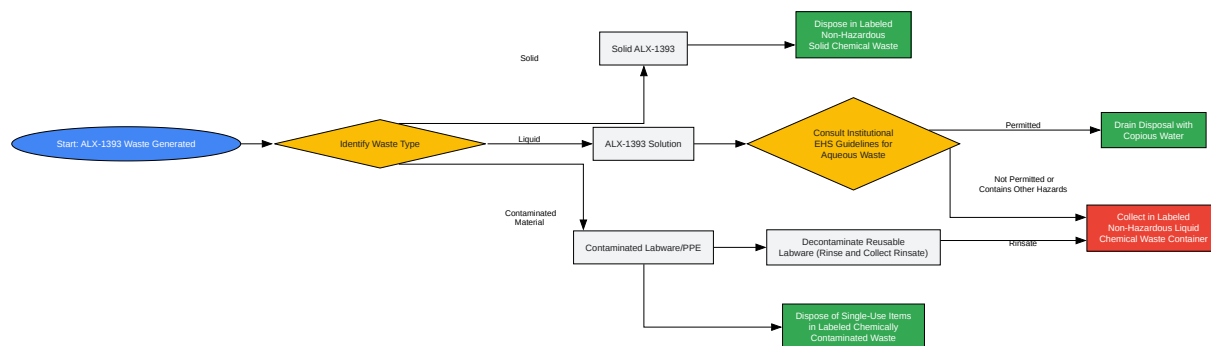 Dispose in Labeled
Non-Hazardous
Solid Chemical Waste
Solid ALX-1393
Solid
Start: ALX-1393 Waste Generated
Identify Waste Type
Liquid
ALX-1393 Solution
Consult Institutional
EHS Guidelines for
Aqueous Waste
Permitted
Drain Disposal with
Copious Water
Not Permitted or
Contains Other Hazards
Contaminated
Material
Contaminated Labware/PPE
Decontaminate Reusable
Labware (Rinse and Collect Rinsate)
Rinsate
Collect in Labeled
Non-Hazardous Liquid
Chemical Waste Container
Dispose of Single-Use Items
in Labeled Chemically
Contaminated Waste